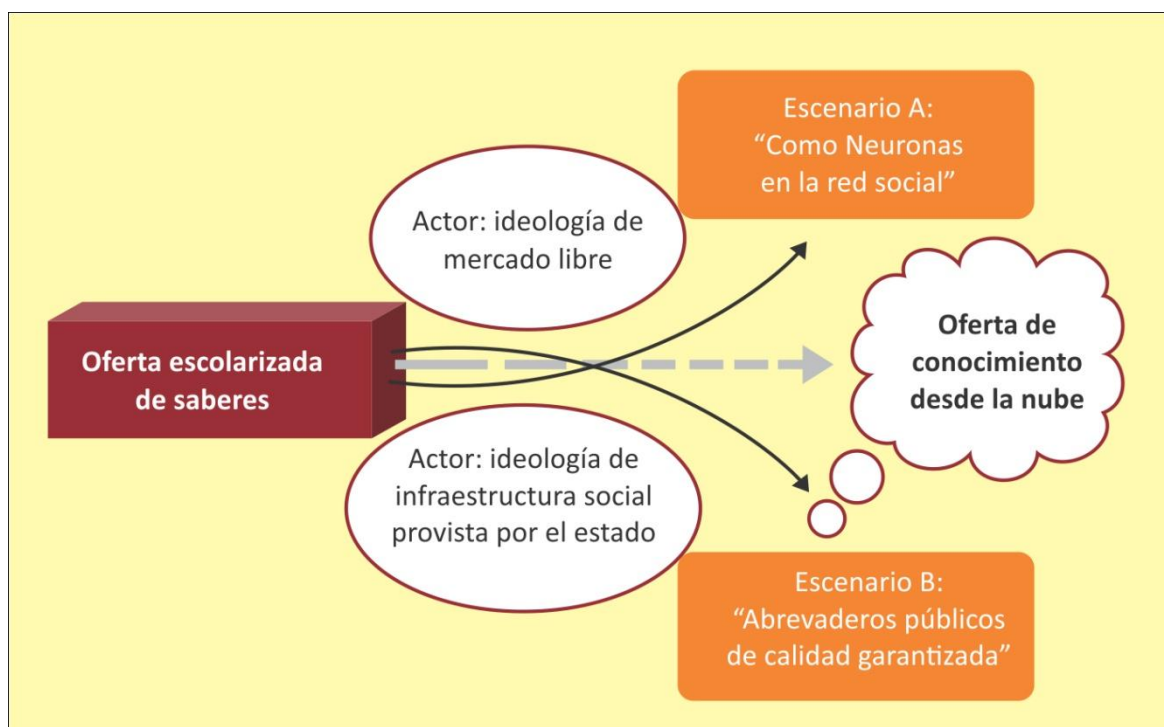 Escenario A:
“Como Neuronas
en la red social”
Actor: ideología de
mercado libre
Oferta escolarizada
de saberes
Oferta de
conocimiento
desde la nube
Actor: ideología de
infraestructura social
provista por el estado
Escenario B:
“Abrevaderos públicos
de calidad garantizada”